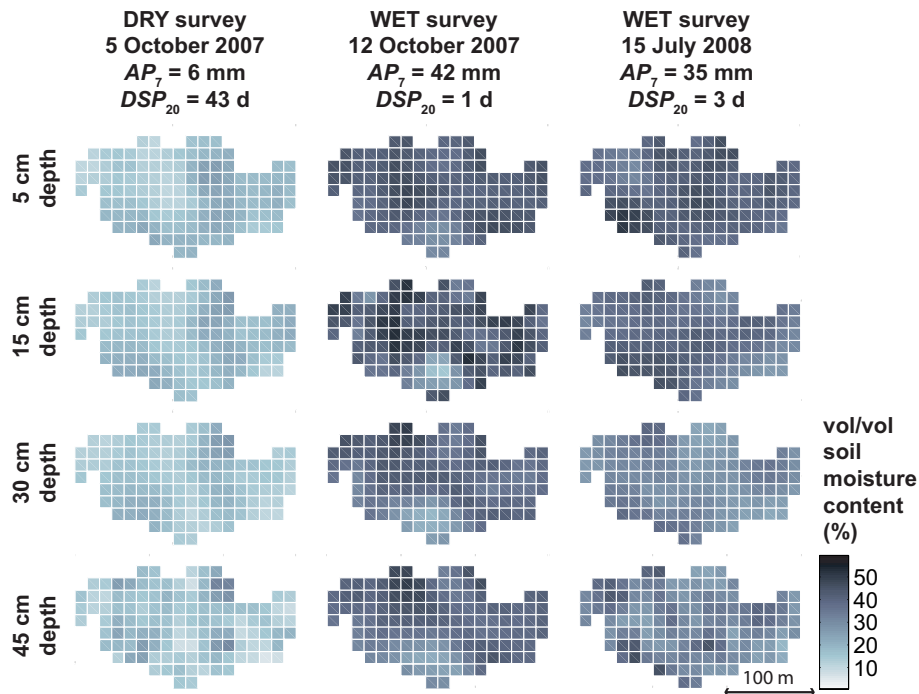 DRY survey
5 October 2007
AP7 = 6 mm
DSP20 = 43 d
WET survey
12 October 2007
AP7 = 42 mm
DSP20 = 1 d
WET survey
15 July 2008
AP7 = 35 mm
DSP20 = 3 d
5 cm
depth
15 cm
depth
30 cm
depth
45 cm
depth
vol/vol
soil
moisture
content
(%)
50
40
30
20
10
100 m